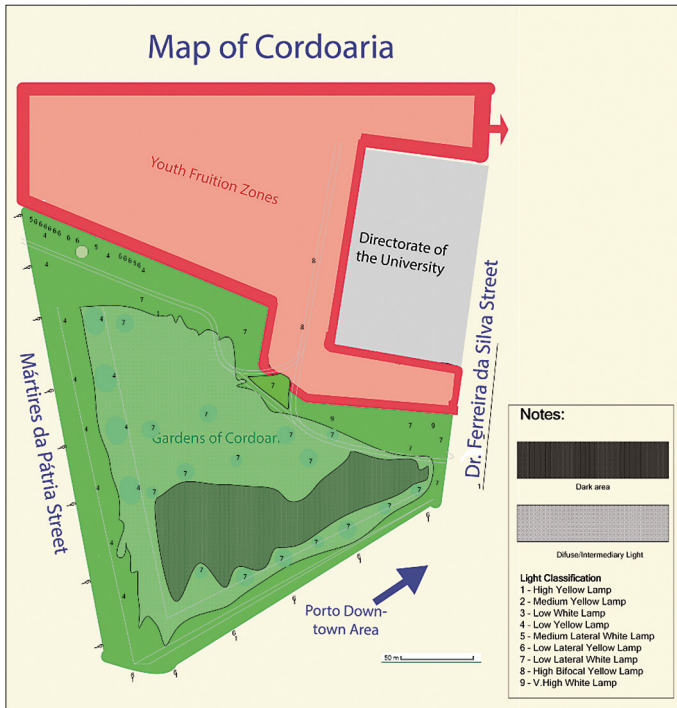 Map of Cordoaria
Youth Fruition Zones
Directorate of
the University
Mártires da Pátria Street
Gardens of Cordoar
Dr. Ferreira da Silva Street
Porto Down-
town Area
50 m
Notes:
Dark area
Difuse/Intermediary Light
Light Classification
1 - High Yellow Lamp
2 - Medium Yellow Lamp
3 - Low White Lamp
4 - Low Yellow Lamp
5 - Medium Lateral White Lamp
6 - Low Lateral Yellow Lamp
7 - Low Lateral White Lamp
8 - High Bifocal Yellow Lamp
9 - V.High White Lamp